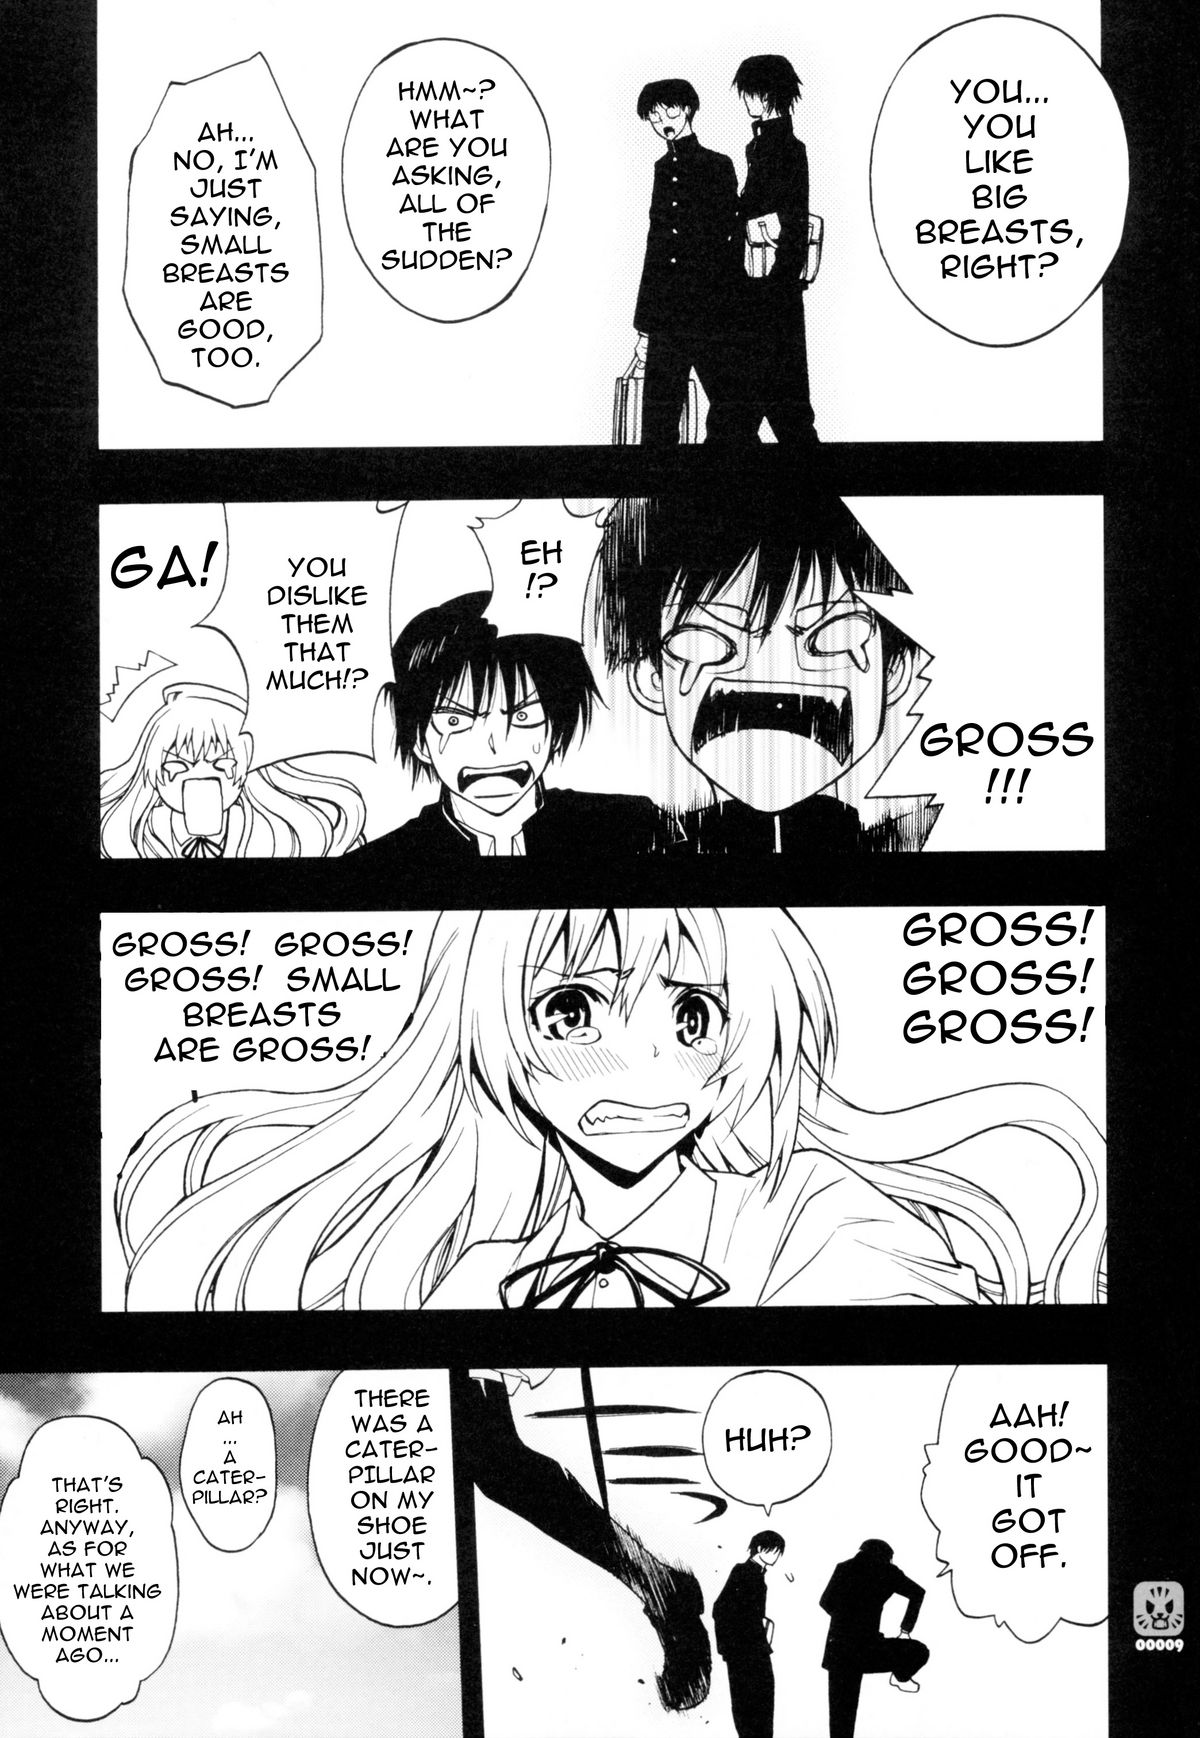 YOU...
YOU
LIKE
BIG
BREASTS,
RIGHT?
HMM~?
WHAT
ARE YOU
ASKING,
ALL OF
THE
SUDDEN?
AH...
NO, I'M
JUST
SAYING,
SMALL
BREASTS
ARE
GOOD,
TOO.
GROSS
!!!
EH
!?
YOU
DISLIKE
THEM
THAT
MUCH!?
GA!
GROSS!
GROSS!
GROSS!
GROSS! GROSS!
GROSS! SMALL
BREASTS
ARE GROSS!
AAH!
GOOD~
IT
GOT
OFF.
HUH?
THERE
WAS A
CATER-
PILLAR
ON MY
SHOE
JUST
NOW~.
AH
...
A
CATER-
PILLAR?
THAT'S
RIGHT.
ANYWAY,
AS FOR
WHAT WE
WERE TALKING
ABOUT A
MOMENT
AGO...
00009